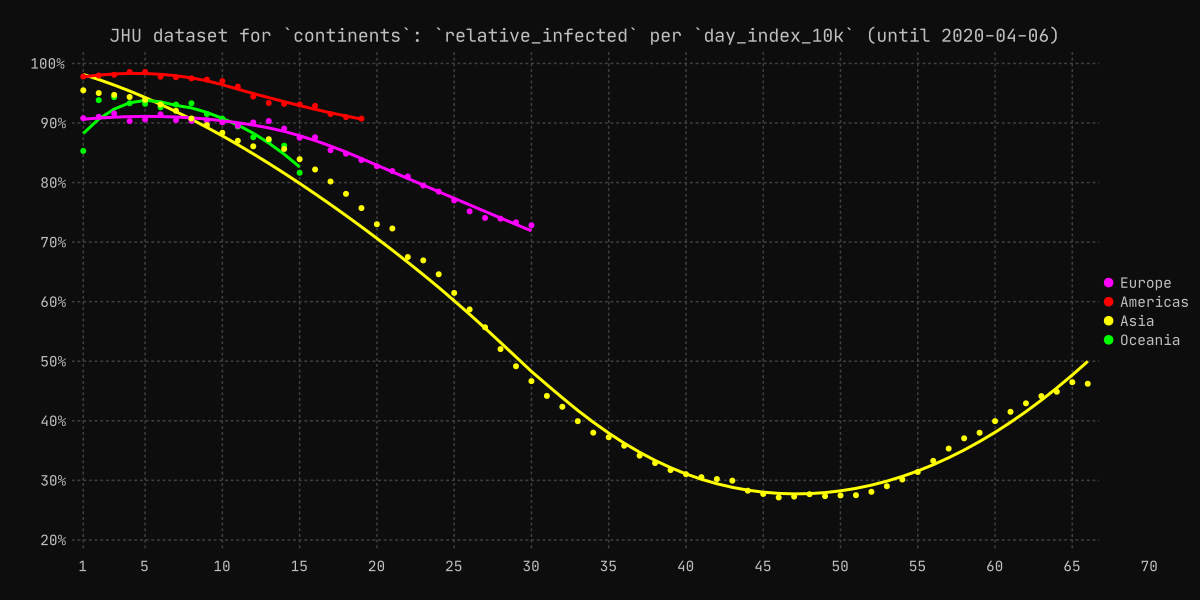 JHU dataset for `continents`: `relative_infected` per `day_index_10k` (until 2020-04-06)
100%
90%
80%
70%
60%
50%
40%
30%
20%
1 5 10 15 20 25 30 35 40 45 50 55 60 65 70
Europe
Americas
Asia
Oceania